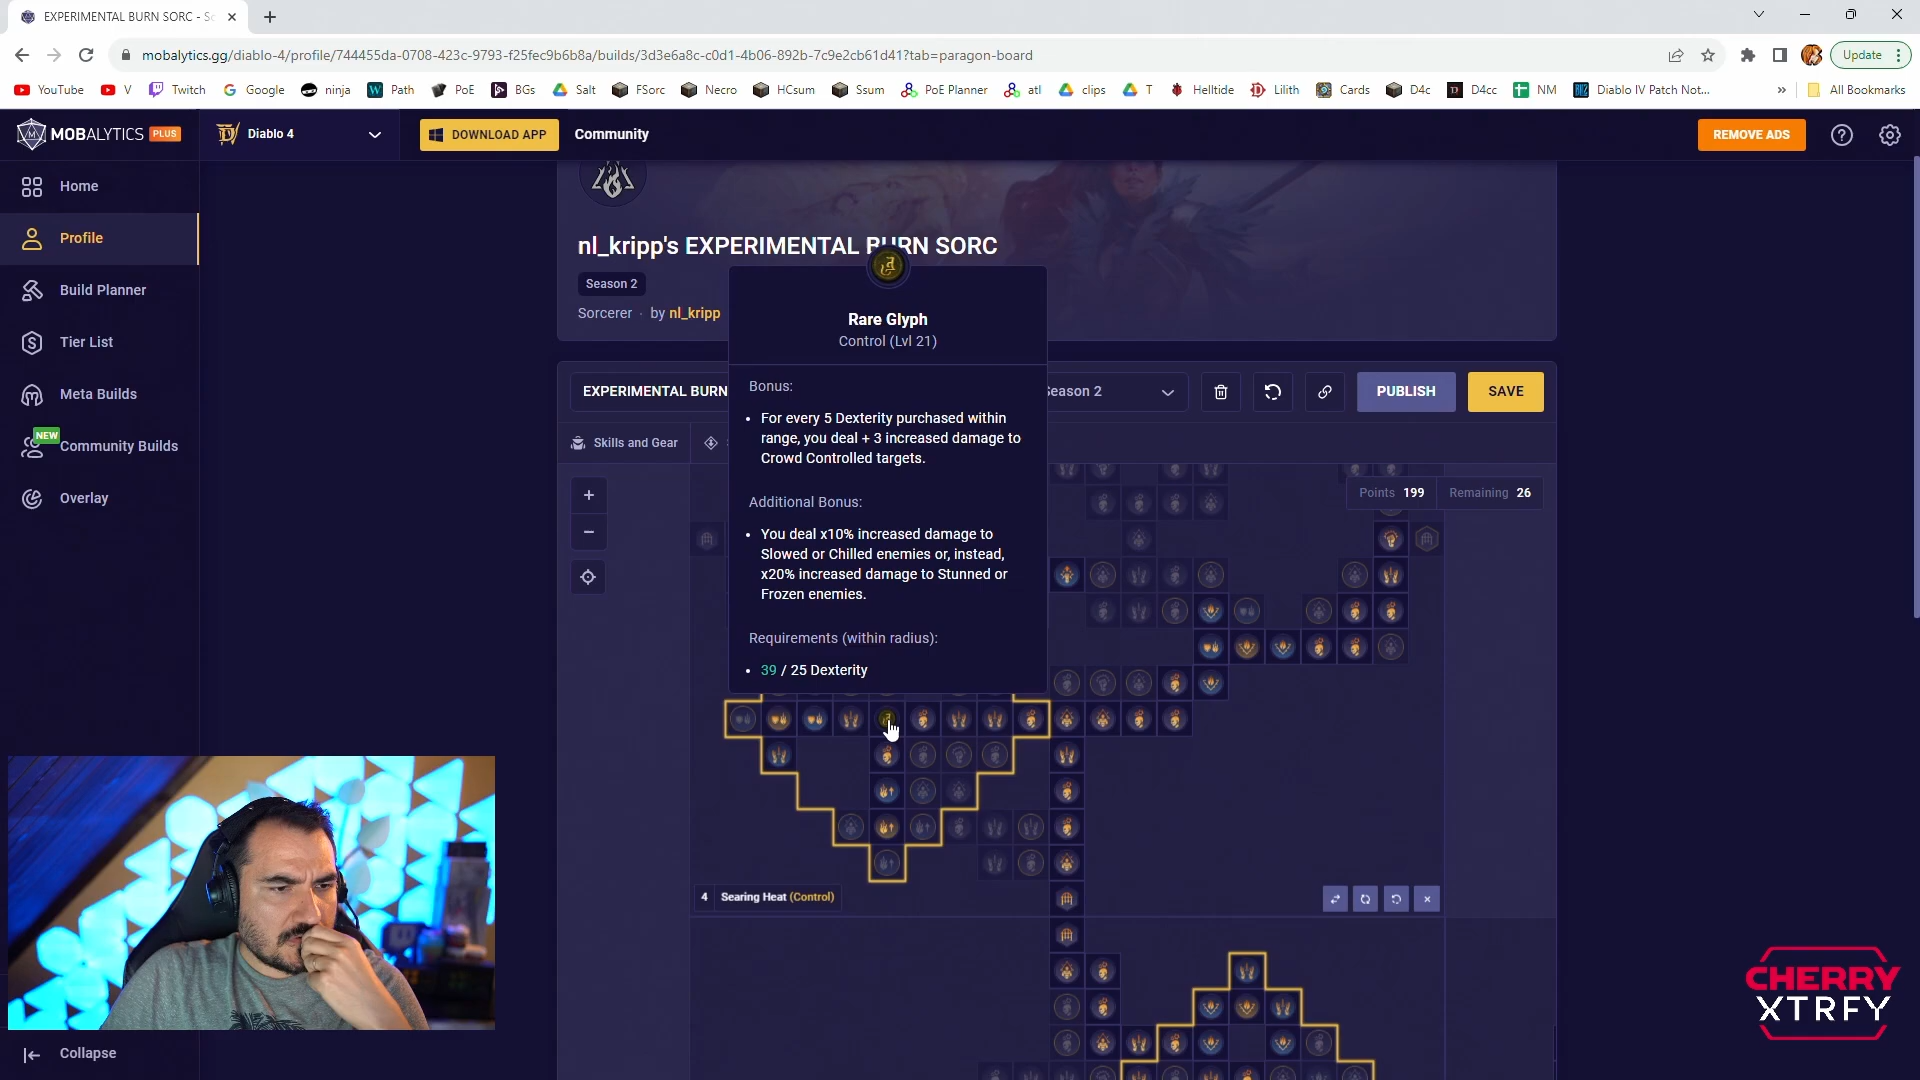 EXPERIMENTAL BURN SORC - Sc
mobalytics.gg/diablo-4/profile/744455da-0708-423c-9793-f25fec9b6b8a/builds/3d3e6a8c-c0d1-4b06-892b-7c9e2cb61d41?tab=paragon-board
Update
YouTube
V
Twitch
Google
ninja
Path
PoE
BGs
Salt
FSorc
Necro
HCsum
Ssum
PoE Planner
atl
clips
T
Helltide
Lilith
Cards
D4c
D4cc
NM
Diablo IV Patch Not...
»
All Bookmarks
MOBALYTICS PLUS
Diablo 4
DOWNLOAD APP
Community
REMOVE ADS
Home
Profile
Build Planner
Tier List
Meta Builds
NEW
Community Builds
Overlay
Collapse
nl_kripp's EXPERIMENTAL BURN SORC
Season 2
Sorcerer · by nl_kripp
EXPERIMENTAL BURN
Season 2
PUBLISH
SAVE
Skills and Gear
Points 199
Remaining 26
Rare Glyph
Control (Lvl 21)
Bonus:
• For every 5 Dexterity purchased within
range, you deal + 3 increased damage to
Crowd Controlled targets.
Additional Bonus:
• You deal x10% increased damage to
Slowed or Chilled enemies or, instead,
x20% increased damage to Stunned or
Frozen enemies.
Requirements (within radius):
• 39 / 25 Dexterity
4 Searing Heat (Control)
CHERRY
XTRFY